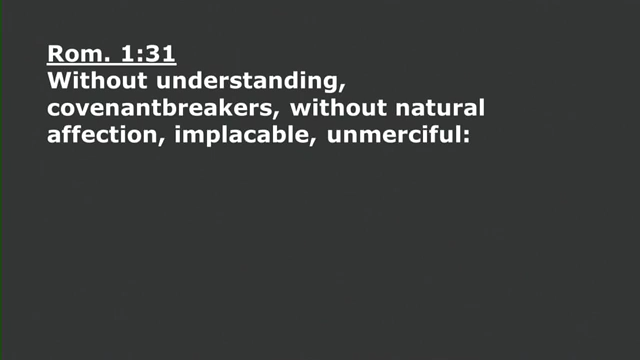 Rom. 1:31
Without understanding,
covenantbreakers, without natural
affection, implacable, unmerciful: